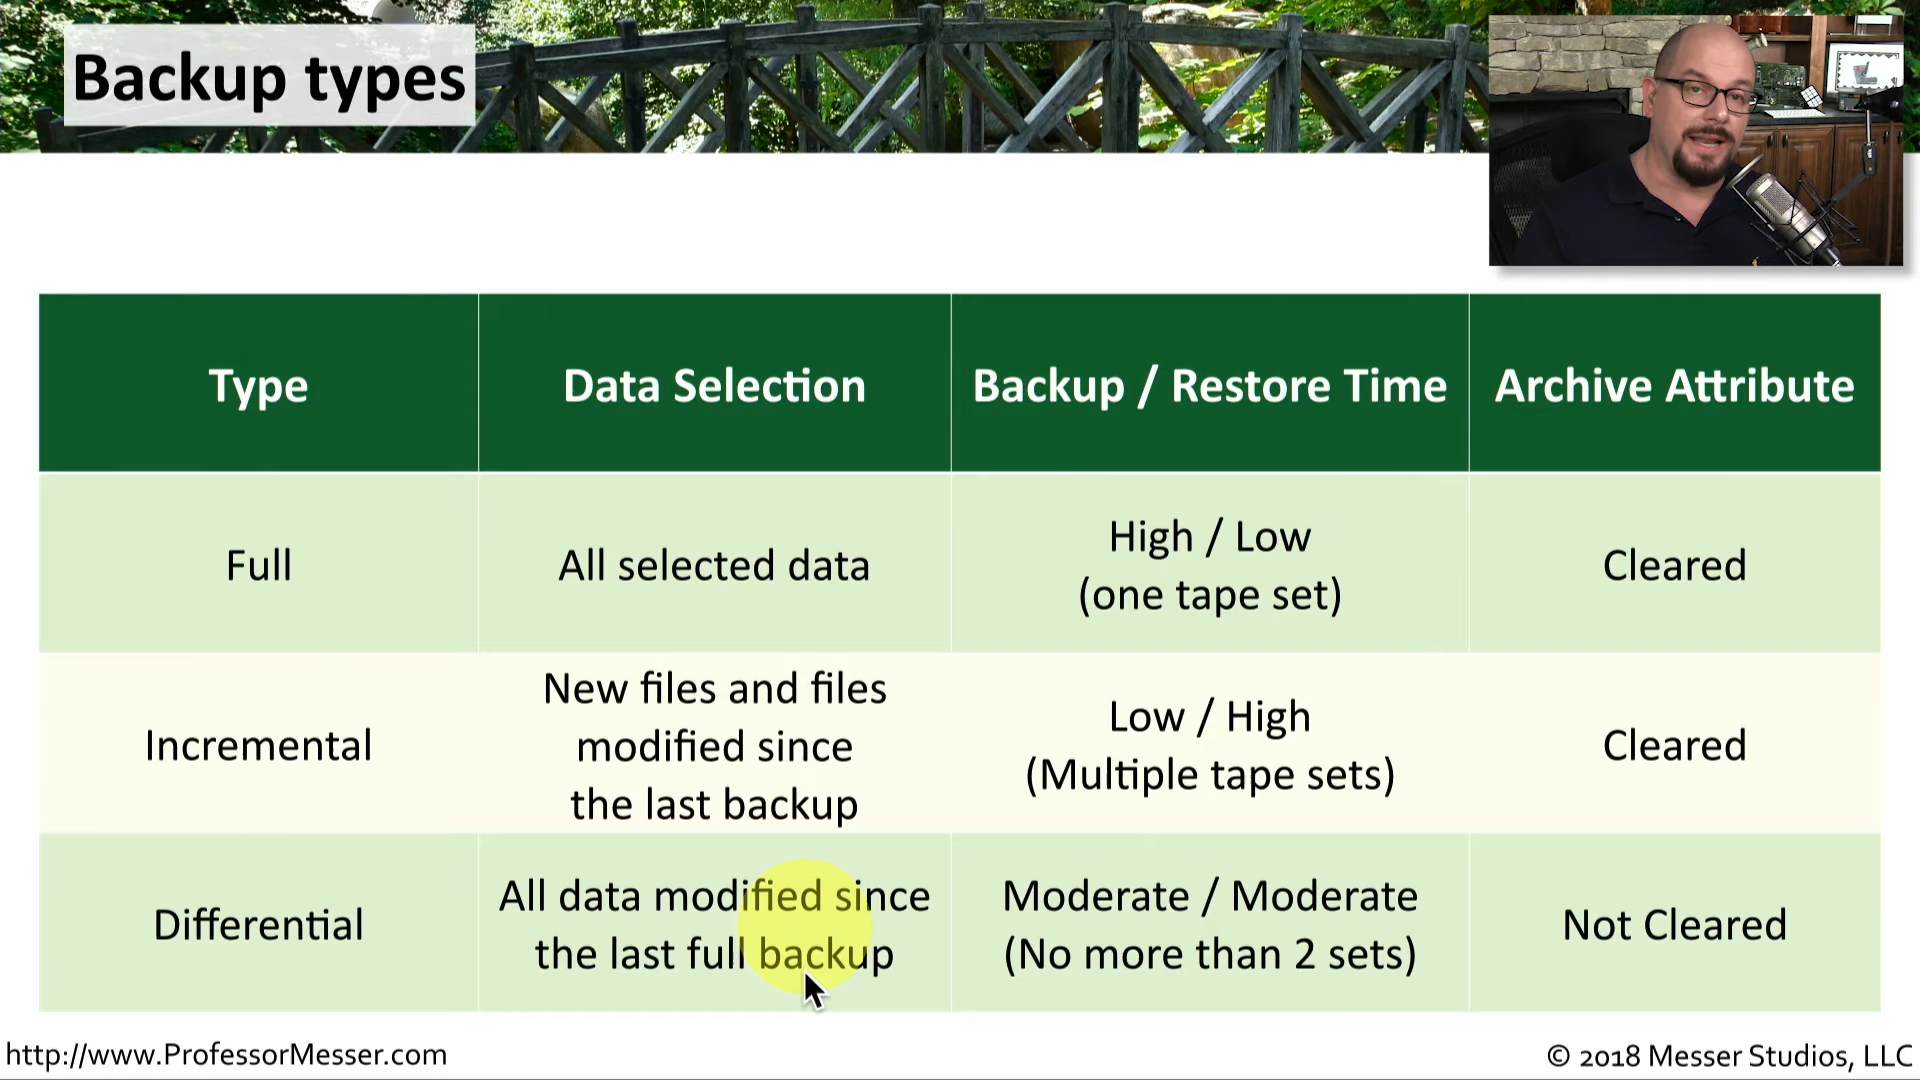 Backup types
Type
Data Selection
Backup / Restore Time
Archive Attribute
Full
All selected data
High / Low
(one tape set)
Cleared
Incremental
New files and files
modified since
the last backup
Low / High
(Multiple tape sets)
Cleared
Differential
All data modified since
the last full backup
Moderate / Moderate
(No more than 2 sets)
Not Cleared
http://www.ProfessorMesser.com
© 2018 Messer Studios, LLC